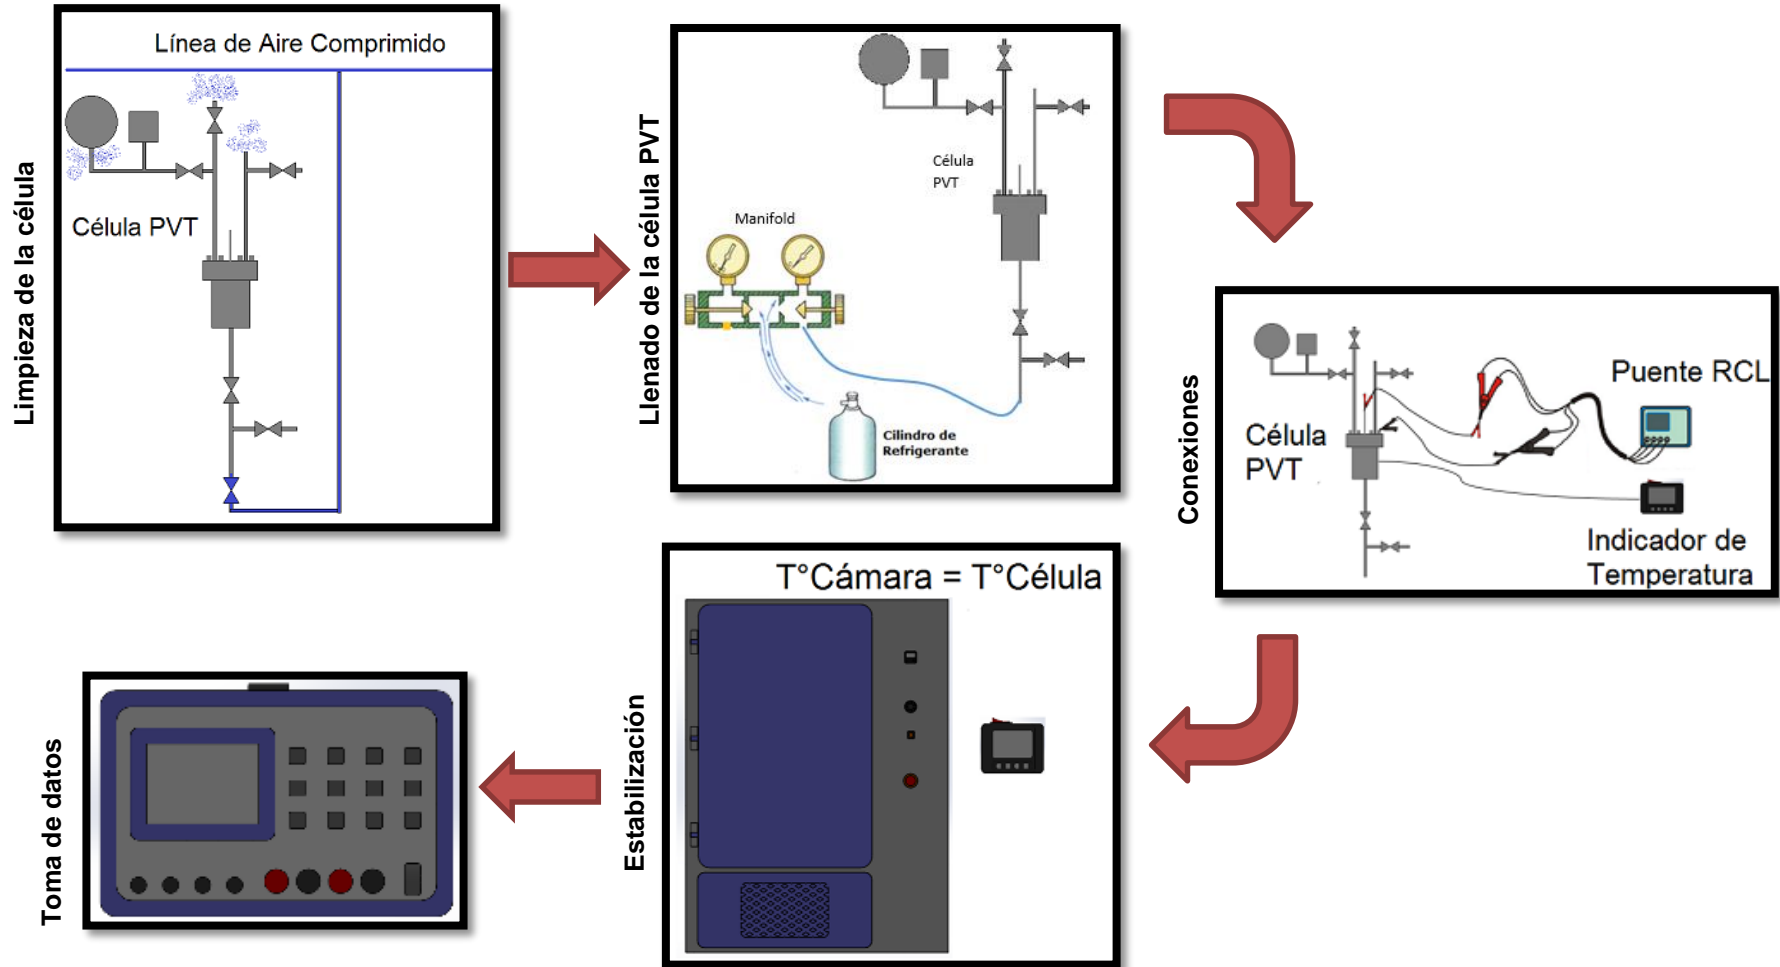 Limpieza de la célula
Línea de Aire Comprimido
Célula PVT
Llenado de la célula PVT
Célula
PVT
Manifold
Cilindro de
Refrigerante
Conexiones
Puente RCL
Célula
PVT
Indicador de
Temperatura
Estabilización
T°Cámara = T°Célula
Toma de datos